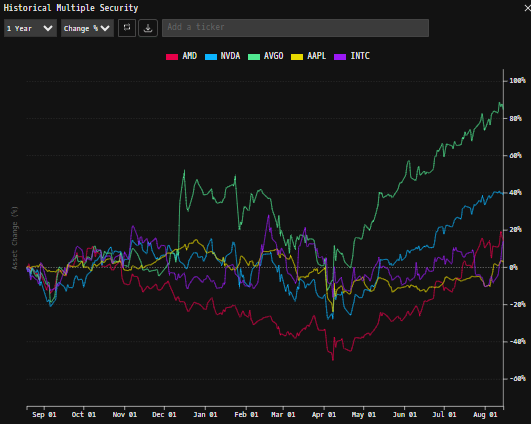 Historical Multiple Security
1 Year Change % Add a ticker
AMD NVDA AVGO AAPL INTC
100%
80%
60%
40%
20%
0%
-20%
-40%
-60%
Asset Change (%)
Sep 01 Oct 01 Nov 01 Dec 01 Jan 01 Feb 01 Mar 01 Apr 01 May 01 Jun 01 Jul 01 Aug 01